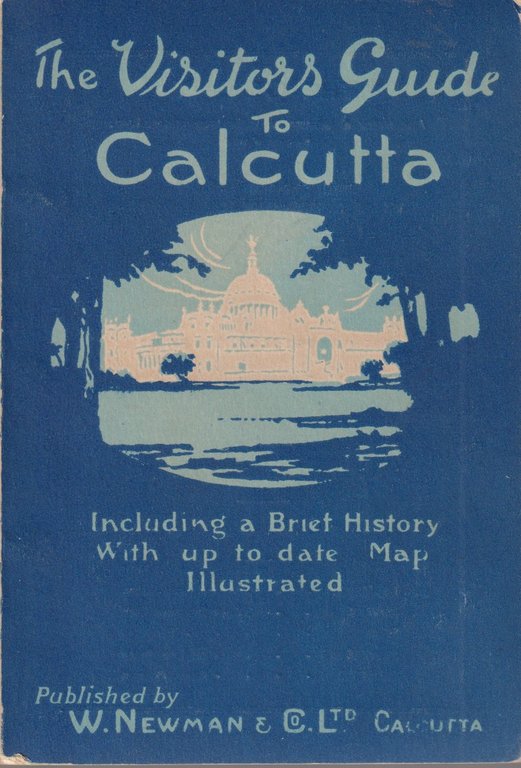 The Visitors Guide
To
Calcutta
Including a Brief History
With up to date Map
Illustrated
Published by
W. NEWMAN & CO. LTD CALCUTTA